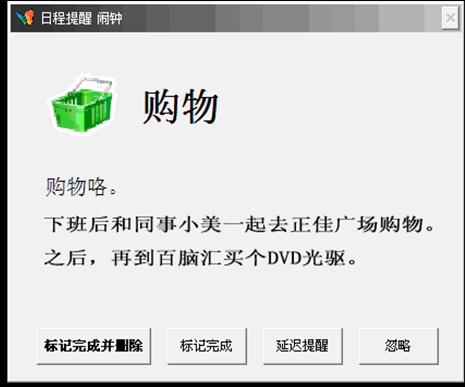 日程提醒 闹钟
购物
购物咯。
下班后和同事小美一起去正佳广场购物。
之后，再到百脑汇买个DVD光驱。
标记完成并删除 标记完成 延迟提醒 忽略